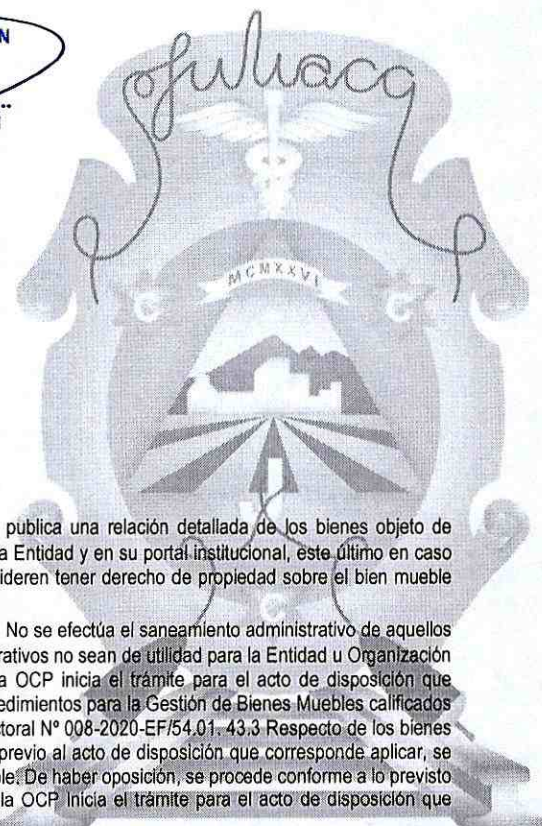 N
Juliaca
MCMXXVI
publica una relación detallada de los bienes objeto de
a Entidad y en su portal institucional, este último en caso
ideren tener derecho de propiedad sobre el bien mueble
No se efectúa el saneamiento administrativo de aquellos
rativos no sean de utilidad para la Entidad u Organización
a OCP inicia el trámite para el acto de disposición que
edimientos para la Gestión de Bienes Muebles calificados
ctoral Nº 008-2020-EF/54.01. 43.3 Respecto de los bienes
previo al acto de disposición que corresponde aplicar, se
ble. De haber oposición, se procede conforme a lo previsto
la OCP inicia el trámite para el acto de disposición que